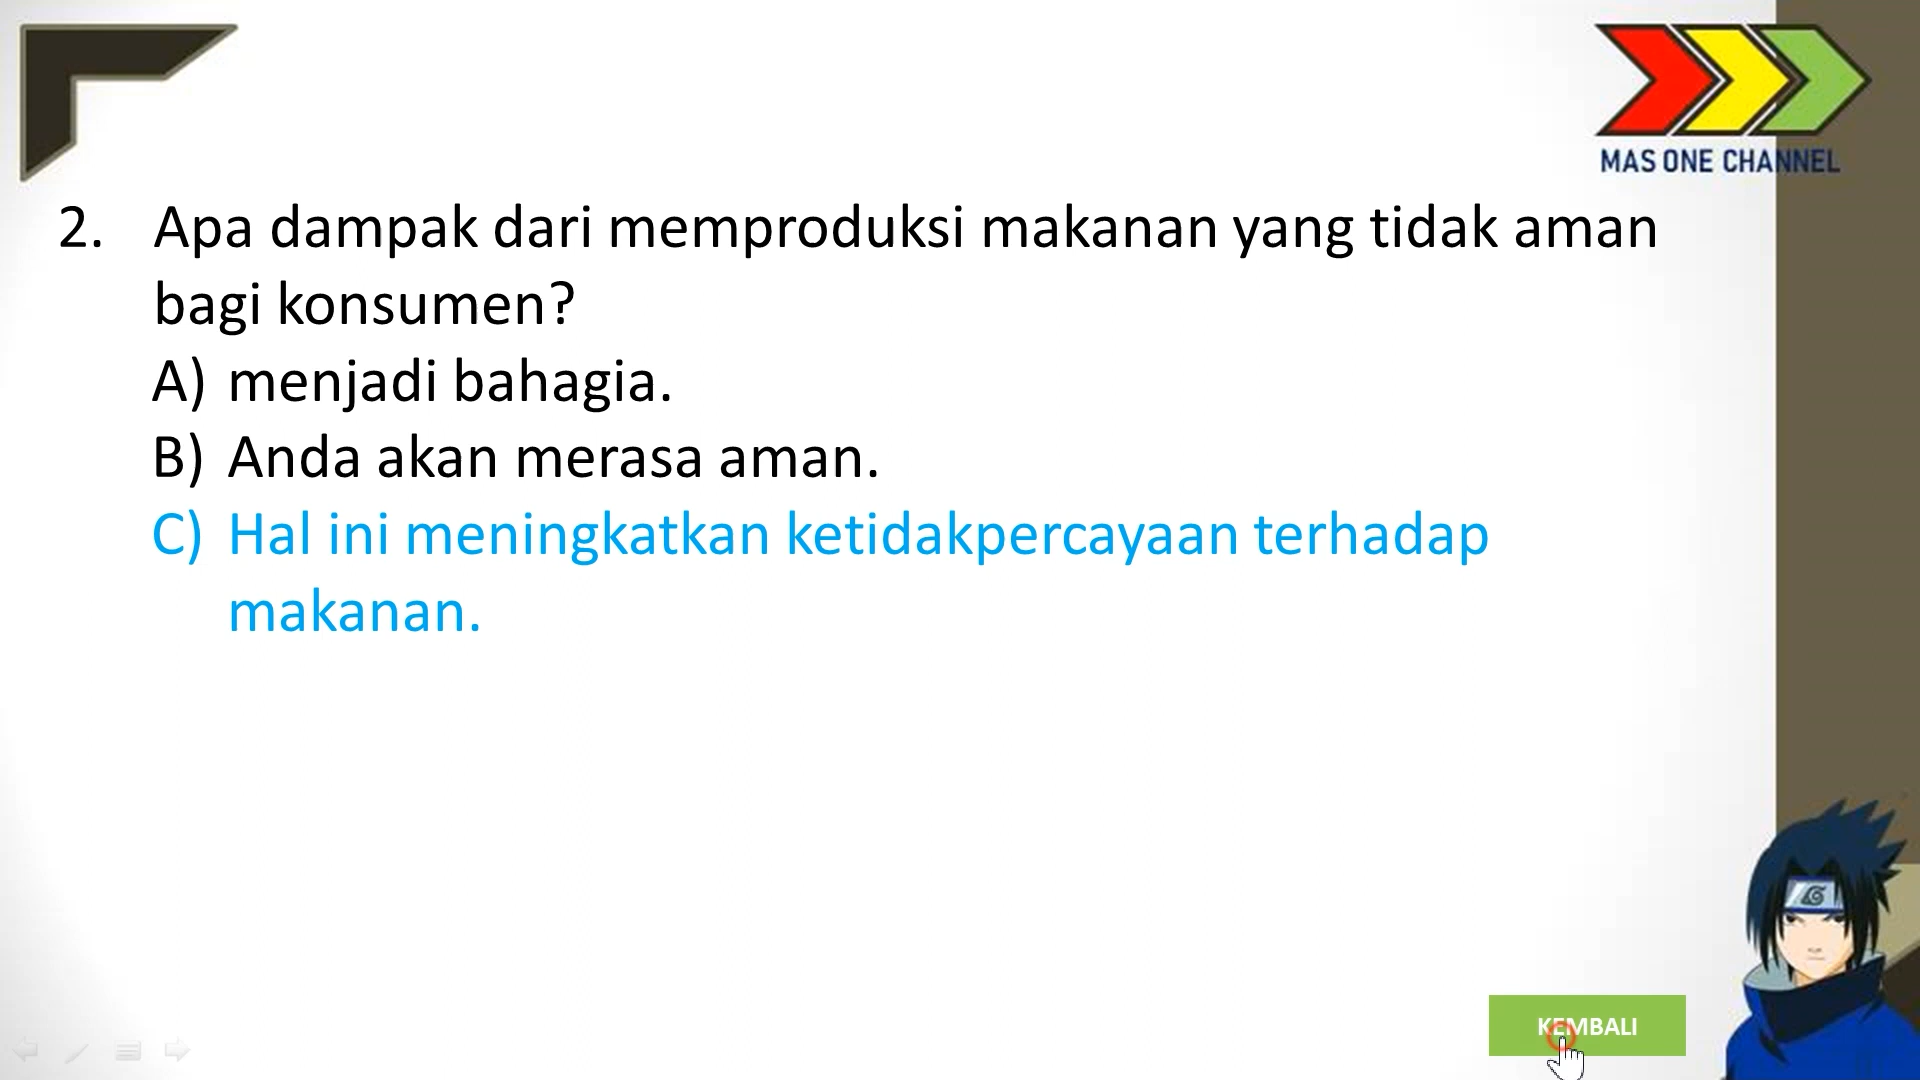 MAS ONE CHANNEL
2. Apa dampak dari memproduksi makanan yang tidak aman
bagi konsumen?
A) menjadi bahagia.
B) Anda akan merasa aman.
C) Hal ini meningkatkan ketidakpercayaan terhadap
makanan.
KEMBALI